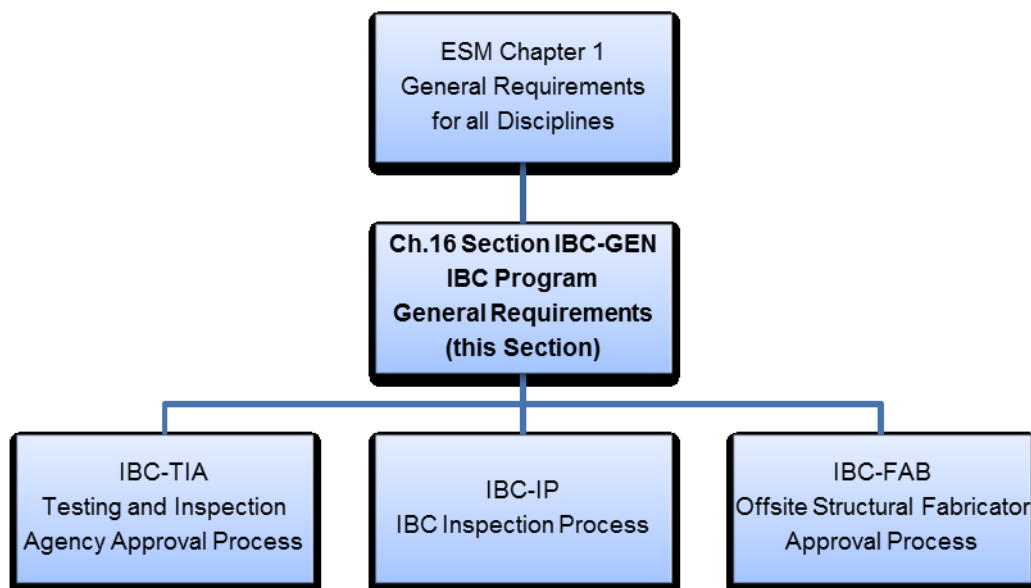 ESM Chapter 1
General Requirements
for all Disciplines
Ch.16 Section IBC-GEN
IBC Program
General Requirements
(this Section)
IBC-TIA
Testing and Inspection
Agency Approval Process
IBC-IP
IBC Inspection Process
IBC-FAB
Offsite Structural Fabricator
Approval Process